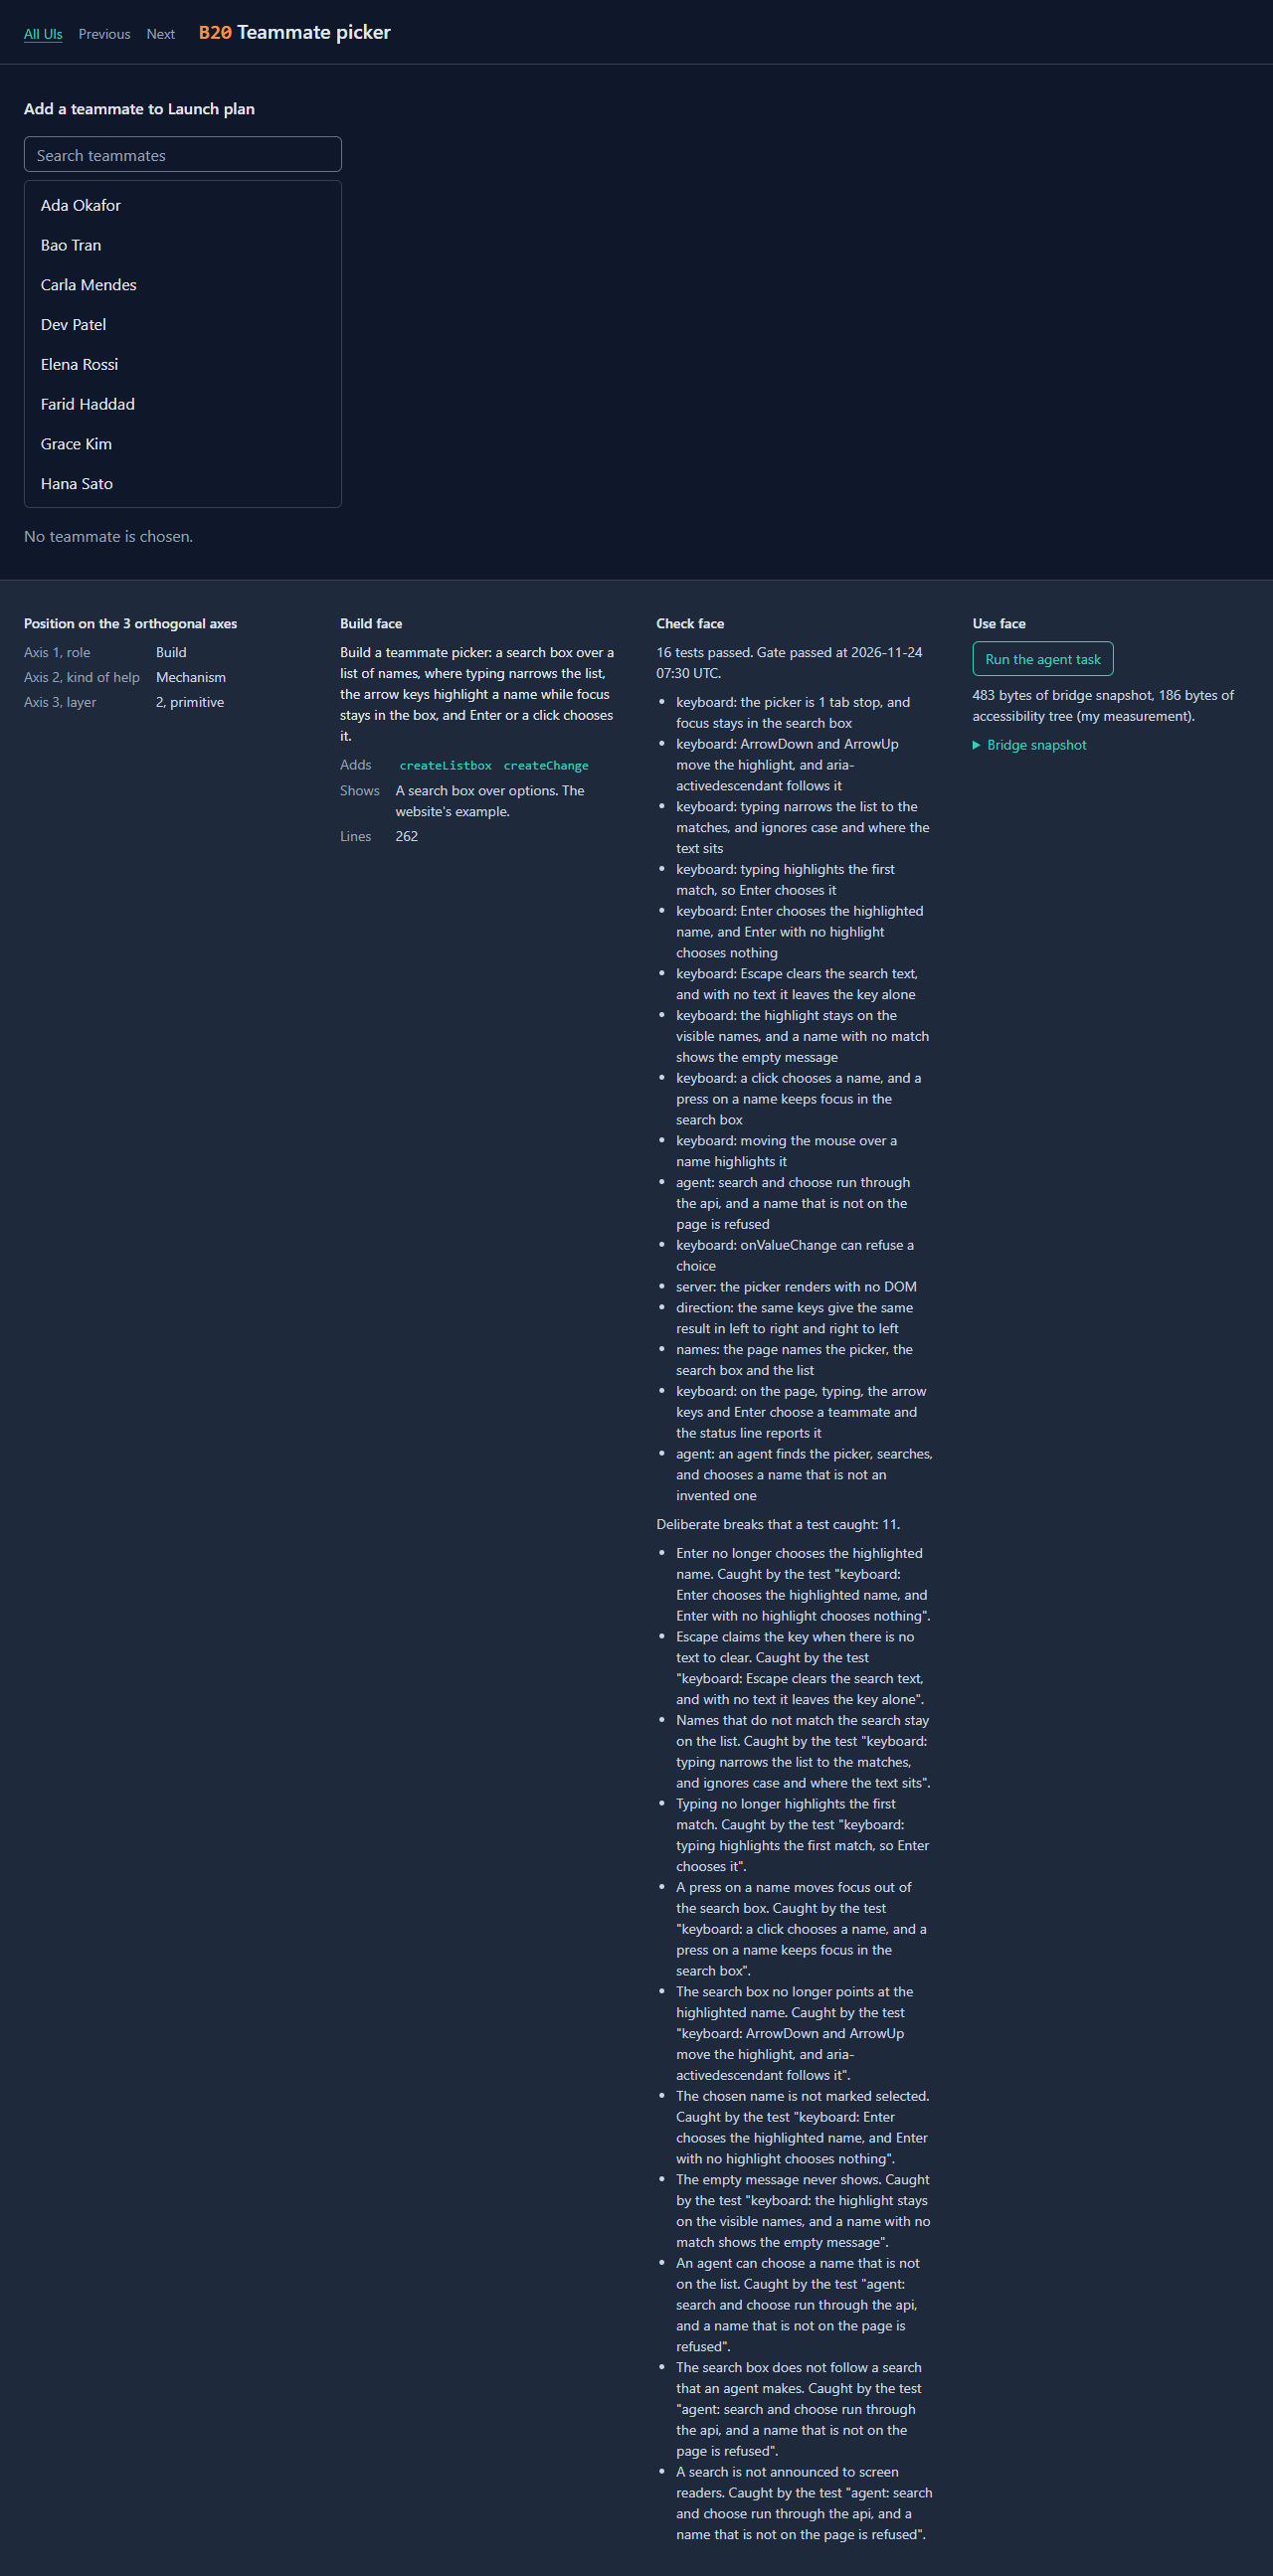 All UIs Previous Next B20 Teammate picker
Add a teammate to Launch plan
Search teammates
Ada Okafor
Bao Tran
Carla Mendes
Dev Patel
Elena Rossi
Farid Haddad
Grace Kim
Hana Sato
No teammate is chosen.
Position on the 3 orthogonal axes
Axis 1, role Build
Axis 2, kind of help Mechanism
Axis 3, layer 2, primitive
Build face
Build a teammate picker: a search box over a
list of names, where typing narrows the list,
the arrow keys highlight a name while focus
stays in the box, and Enter or a click chooses
it.
Adds createListbox createChange
Shows A search box over options. The
website's example.
Lines 262
Check face
16 tests passed. Gate passed at 2026-11-24
07:30 UTC.
• keyboard: the picker is 1 tab stop, and
focus stays in the search box
• keyboard: ArrowDown and ArrowUp
move the highlight, and aria-
activedescendant follows it
• keyboard: typing narrows the list to the
matches, and ignores case and where the
text sits
• keyboard: typing highlights the first
match, so Enter chooses it
• keyboard: Enter chooses the highlighted
name, and Enter with no highlight
chooses nothing
• keyboard: Escape clears the search text,
and with no text it leaves the key alone
• keyboard: the highlight stays on the
visible names, and a name with no match
shows the empty message
• keyboard: a click chooses a name, and a
press on a name keeps focus in the
search box
• keyboard: moving the mouse over a
name highlights it
• agent: search and choose run through
the api, and a name that is not on the
page is refused
• keyboard: onValueChange can refuse a
choice
• server: the picker renders with no DOM
• direction: the same keys give the same
result in left to right and right to left
• names: the page names the picker, the
search box and the list
• keyboard: on the page, typing, the arrow
keys and Enter choose a teammate and
the status line reports it
• agent: an agent finds the picker, searches,
and chooses a name that is not an
invented one
Deliberate breaks that a test caught: 11.
• Enter no longer chooses the highlighted
name. Caught by the test "keyboard:
Enter chooses the highlighted name, and
Enter with no highlight chooses nothing".
• Escape claims the key when there is no
text to clear. Caught by the test
"keyboard: Escape clears the search text,
and with no text it leaves the key alone".
• Names that do not match the search stay
on the list. Caught by the test "keyboard:
typing narrows the list to the matches,
and ignores case and where the text sits".
• Typing no longer highlights the first
match. Caught by the test "keyboard:
typing highlights the first match, so Enter
chooses it".
• A press on a name moves focus out of
the search box. Caught by the test
"keyboard: a click chooses a name, and a
press on a name keeps focus in the
search box".
• The search box no longer points at the
highlighted name. Caught by the test
"keyboard: ArrowDown and ArrowUp
move the highlight, and aria-
activedescendant follows it".
• The chosen name is not marked selected.
Caught by the test "keyboard: Enter
chooses the highlighted name, and Enter
with no highlight chooses nothing".
• The empty message never shows. Caught
by the test "keyboard: the highlight stays
on the visible names, and a name with no
match shows the empty message".
• An agent can choose a name that is not
on the list. Caught by the test "agent:
search and choose run through the api,
and a name that is not on the page is
refused".
• The search box does not follow a search
that an agent makes. Caught by the test
"agent: search and choose run through
the api, and a name that is not on the
page is refused".
• A search is not announced to screen
readers. Caught by the test "agent: search
and choose run through the api, and a
name that is not on the page is refused".
Use face
Run the agent task
483 bytes of bridge snapshot, 186 bytes of
accessibility tree (my measurement).
▶ Bridge snapshot